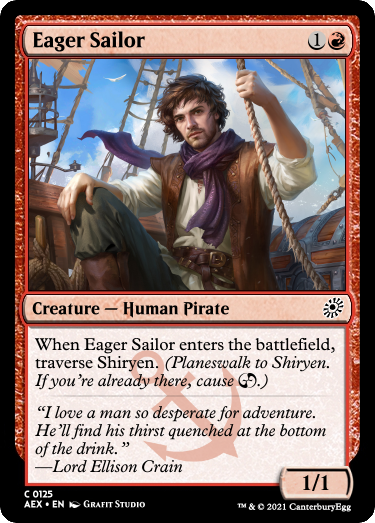 Eager Sailor 1
Creature — Human Pirate
When Eager Sailor enters the battlefield,
traverse Shiryen. (Planeswalk to Shiryen.
If you’re already there, cause .)
“I love a man so desperate for adventure.
He’ll find his thirst quenched at the bottom
of the drink.”
—Lord Ellison Crain
1/1
C 0125
AEX • EN Grafit Studio
™ & © 2021 CanterburyEgg